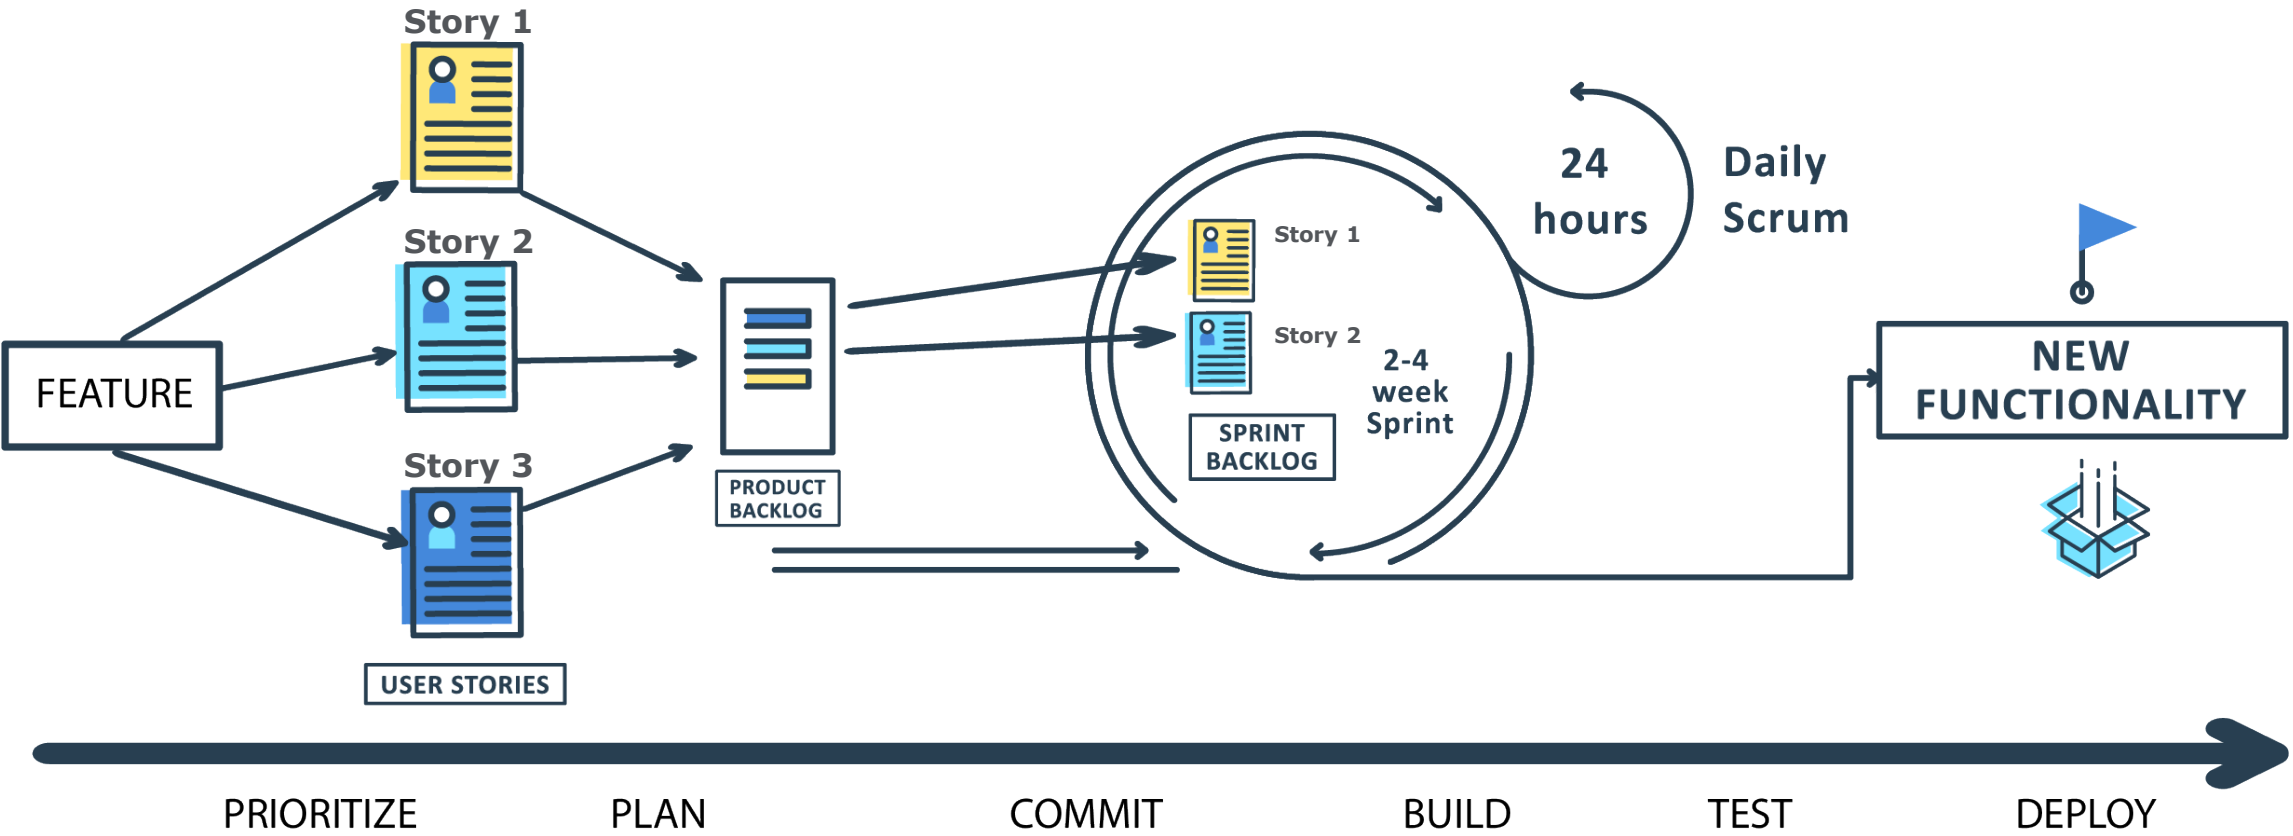 Story 1
Story 2
Story 3
FEATURE
USER STORIES
PRODUCT
BACKLOG
Story 1
Story 2
2-4
week
Sprint
SPRINT
BACKLOG
24
hours
Daily
Scrum
NEW
FUNCTIONALITY
PRIORITIZE
PLAN
COMMIT
BUILD
TEST
DEPLOY